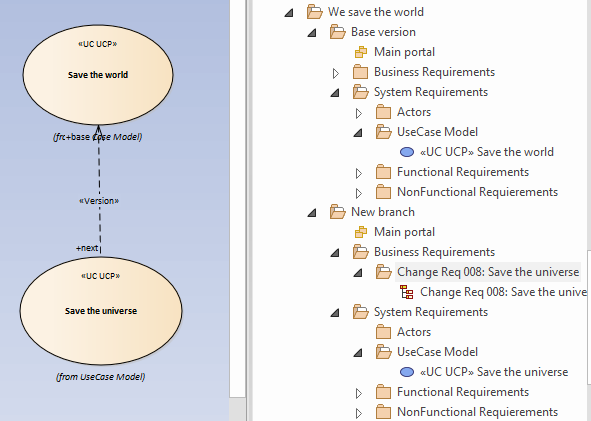 «UC UCP»
Save the world
+base
Case Model)
«Version»
+next
«UC UCP»
Save the universe
(from UseCase Model)
We save the world
Base version
Main portal
Business Requirements
System Requirements
Actors
UseCase Model
«UC UCP» Save the world
Functional Requirements
NonFunctional Requierements
New branch
Main portal
Business Requirements
Change Req 008: Save the universe
Change Req 008: Save the unive
System Requirements
Actors
UseCase Model
«UC UCP» Save the universe
Functional Requirements
NonFunctional Requierements